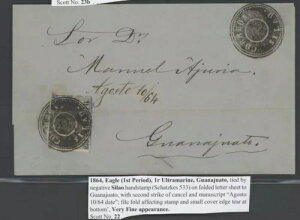 Scott No. 23b
Sor Dn.
Manuel Ajuria
Agosto 10/64
Guanajuato.
1864, Eagle (1st Period), 1r Ultramarine, Guanajuato, tied by
negative Silao handstamp (Schatzkes 533) on folded letter sheet to
Guanajuato, with second strike of cancel and manuscript "Agosto
10/64 date"; file fold affecting stamp and small cover edge tear at
bottom', Very Fine appearance.
Scott No. 22